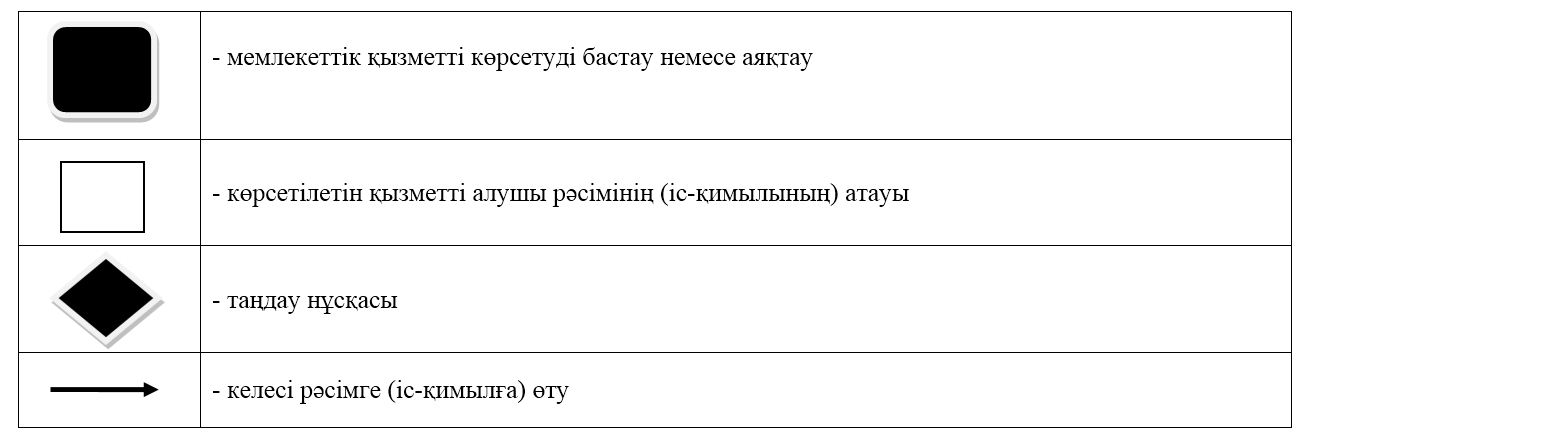 - мемлекеттік қызметті көрсетуді бастау немесе аяқтау
- көрсетілетін қызметті алушы рәсімінің (іс-қимылының) атауы
- таңдау нұсқасы
- келесі рәсімге (іс-қимылға) өту